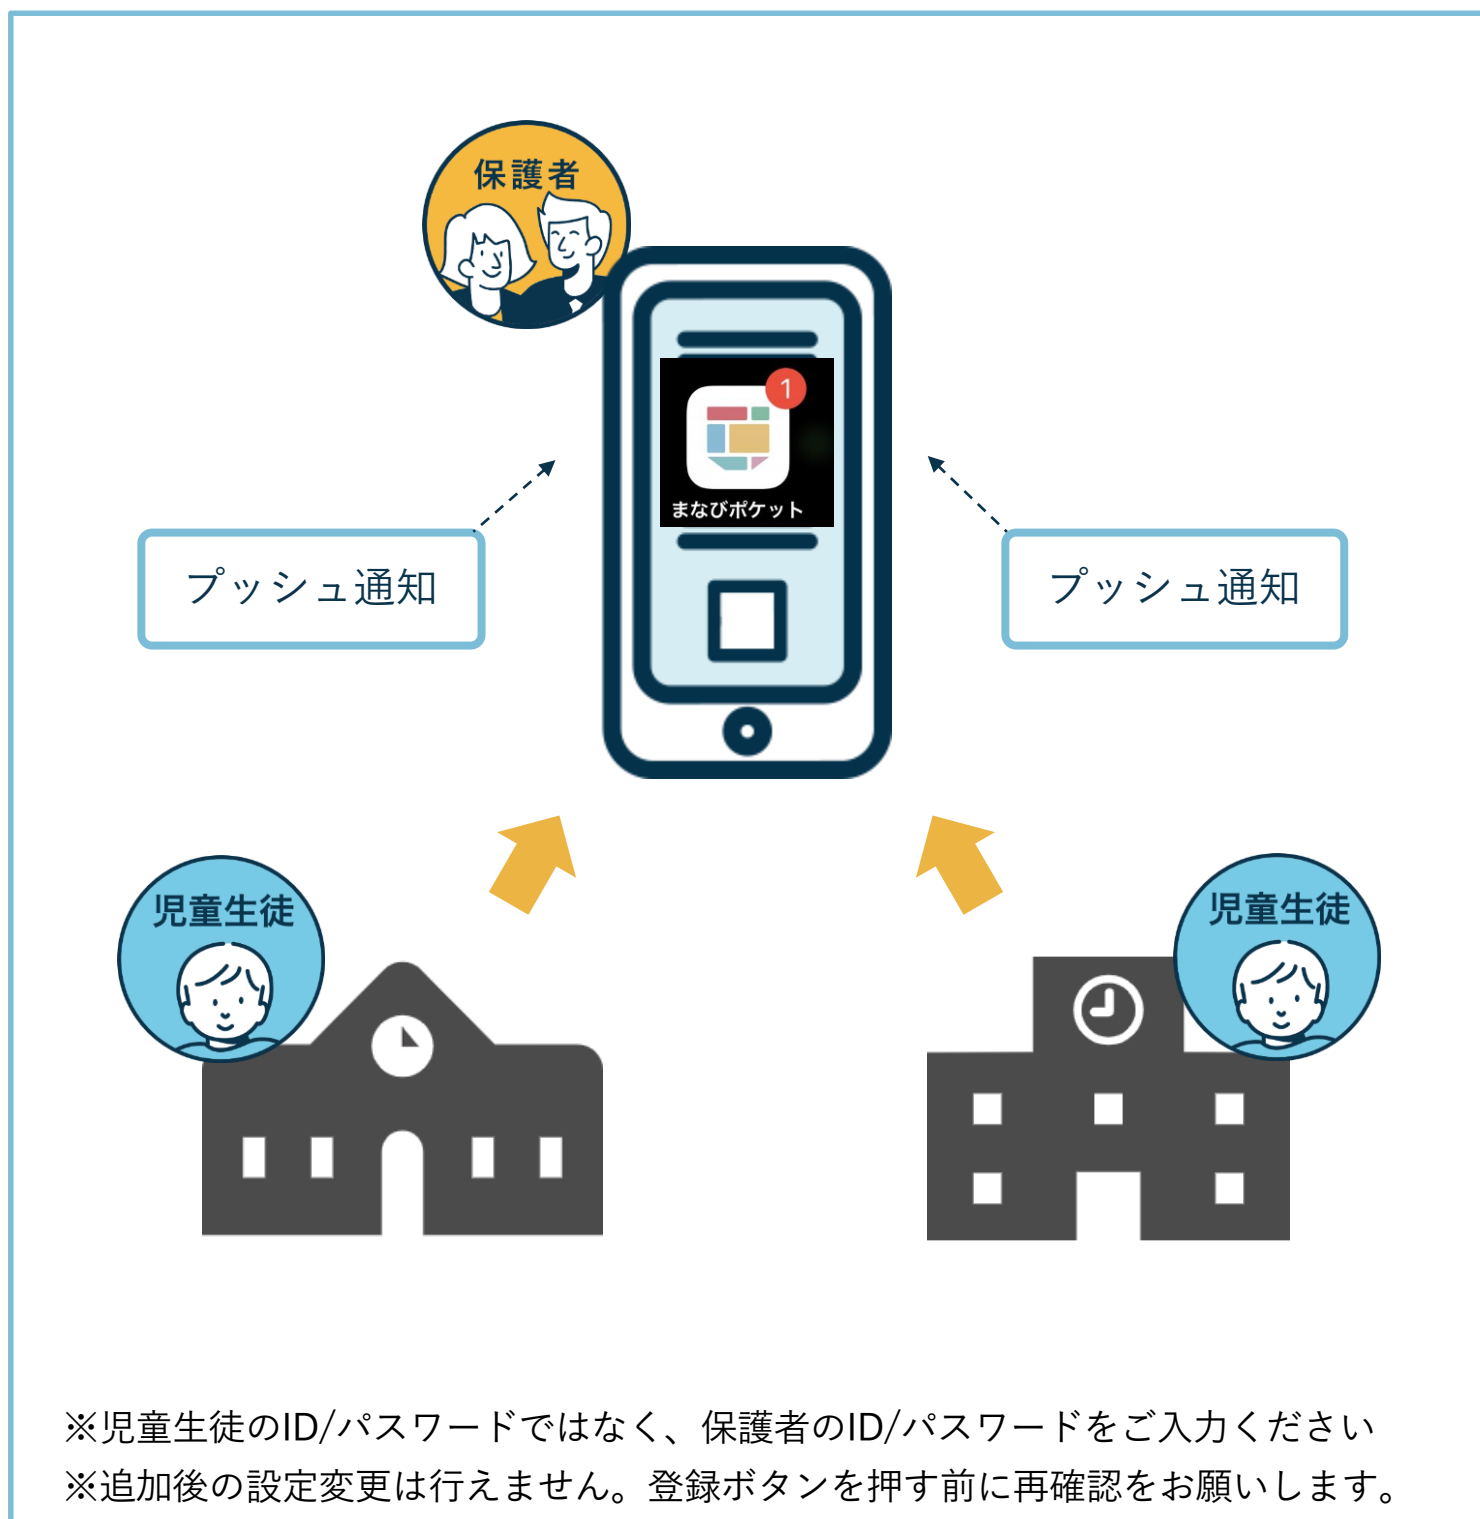 保護者
1
まなびポケット
プッシュ通知
プッシュ通知
児童生徒
児童生徒
※児童生徒のID/パスワードではなく、保護者のID/パスワードをご入力ください
※追加後の設定変更は行えません。登録ボタンを押す前に再確認をお願いします。